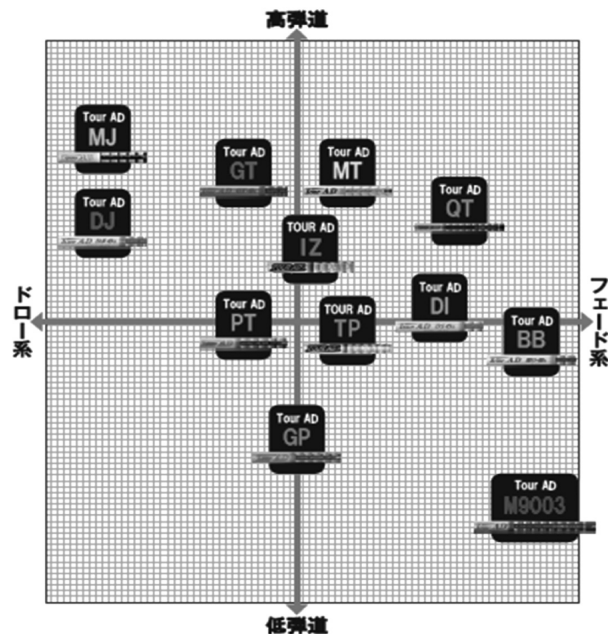 高弾道
Tour AD
MJ
Tour AD
GT
Tour AD
MT
Tour AD
QT
Tour AD
DJ
TOUR AD
IZ
ドロー系
Tour AD
PT
TOUR AD
TP
Tour AD
DI
Tour AD
BB
フェード系
Tour AD
GP
Tour AD
M9003
低弾道